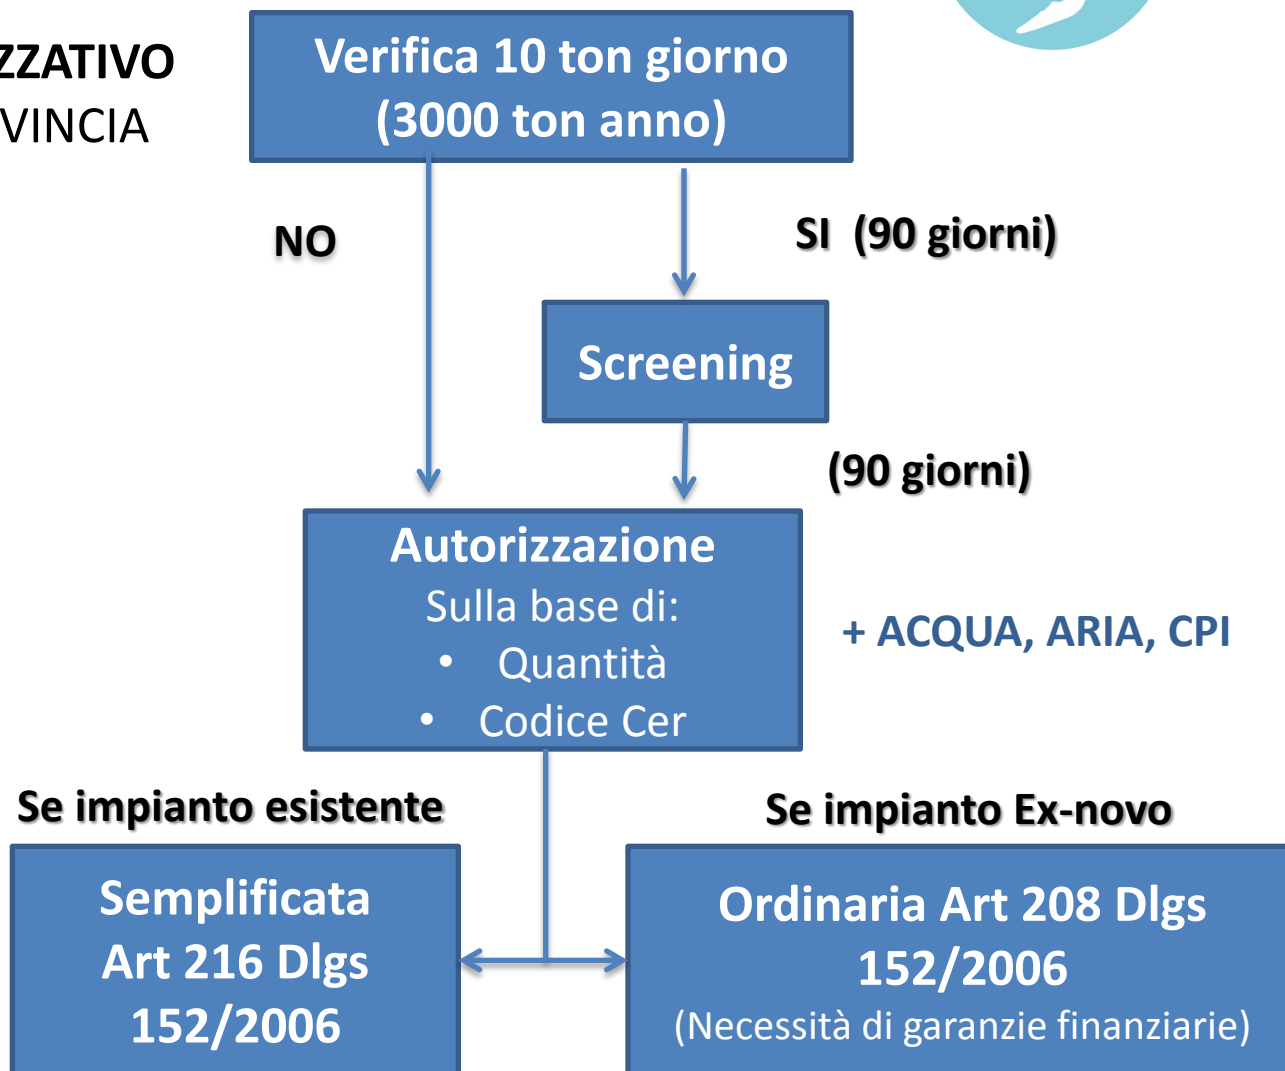 ZZATIVO
VINCIA
Verifica 10 ton giorno
(3000 ton anno)
NO
SI (90 giorni)
Screening
(90 giorni)
Autorizzazione
Sulla base di:
• Quantità
• Codice Cer
+ ACQUA, ARIA, CPI
Se impianto esistente
Se impianto Ex-novo
Semplificata
Art 216 Dlgs
152/2006
Ordinaria Art 208 Dlgs
152/2006
(Necessità di garanzie finanziarie)